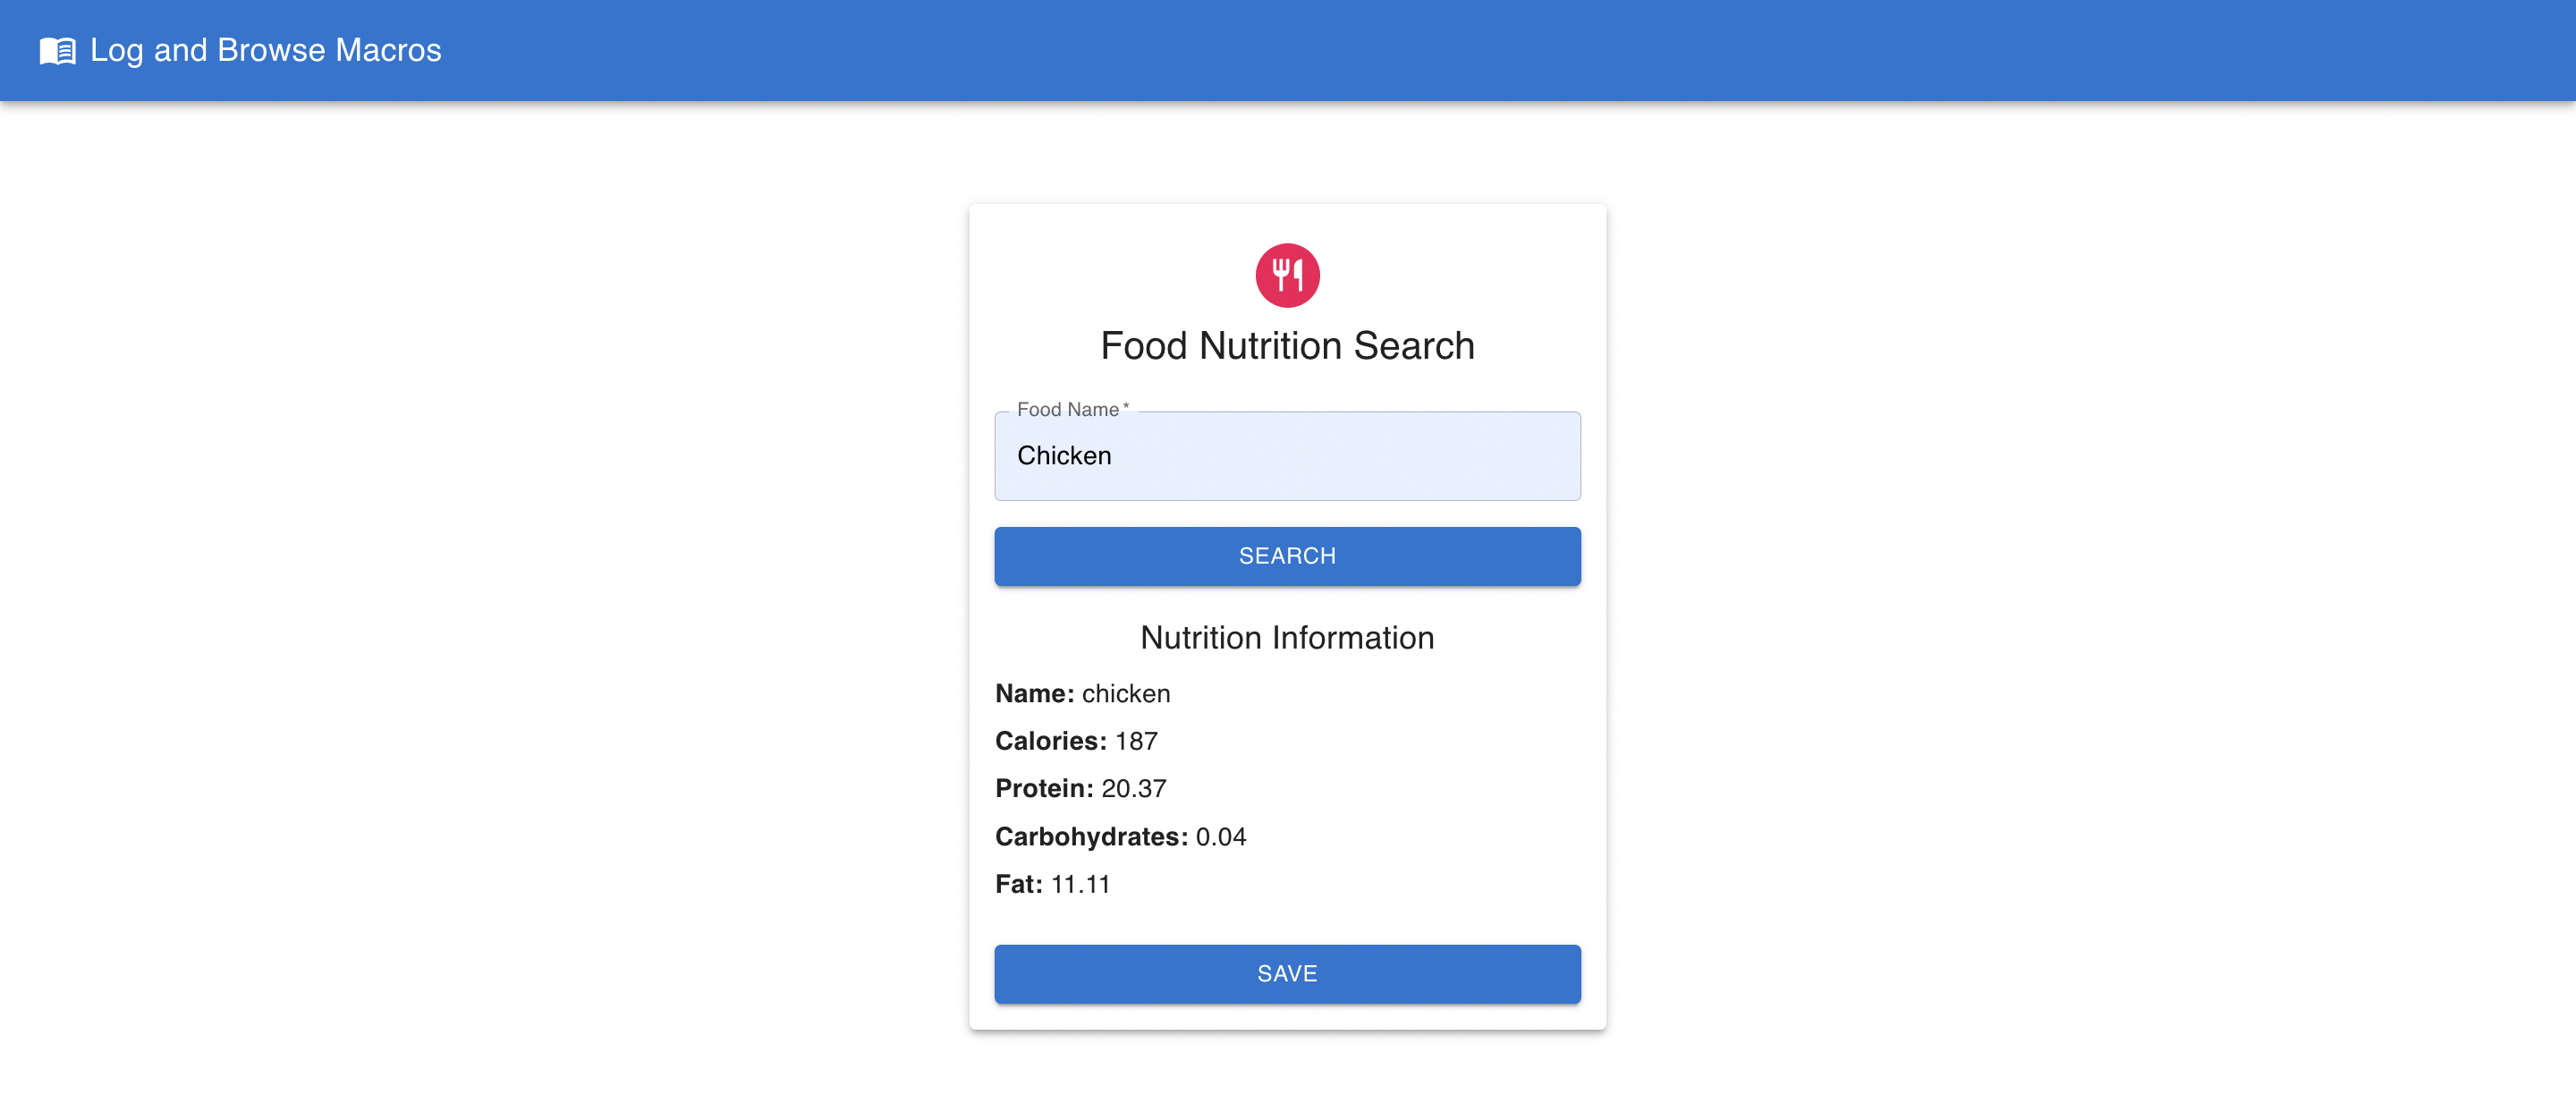 Log and Browse Macros
Food Nutrition Search
Food Name *
Chicken
SEARCH
Nutrition Information
Name: chicken
Calories: 187
Protein: 20.37
Carbohydrates: 0.04
Fat: 11.11
SAVE